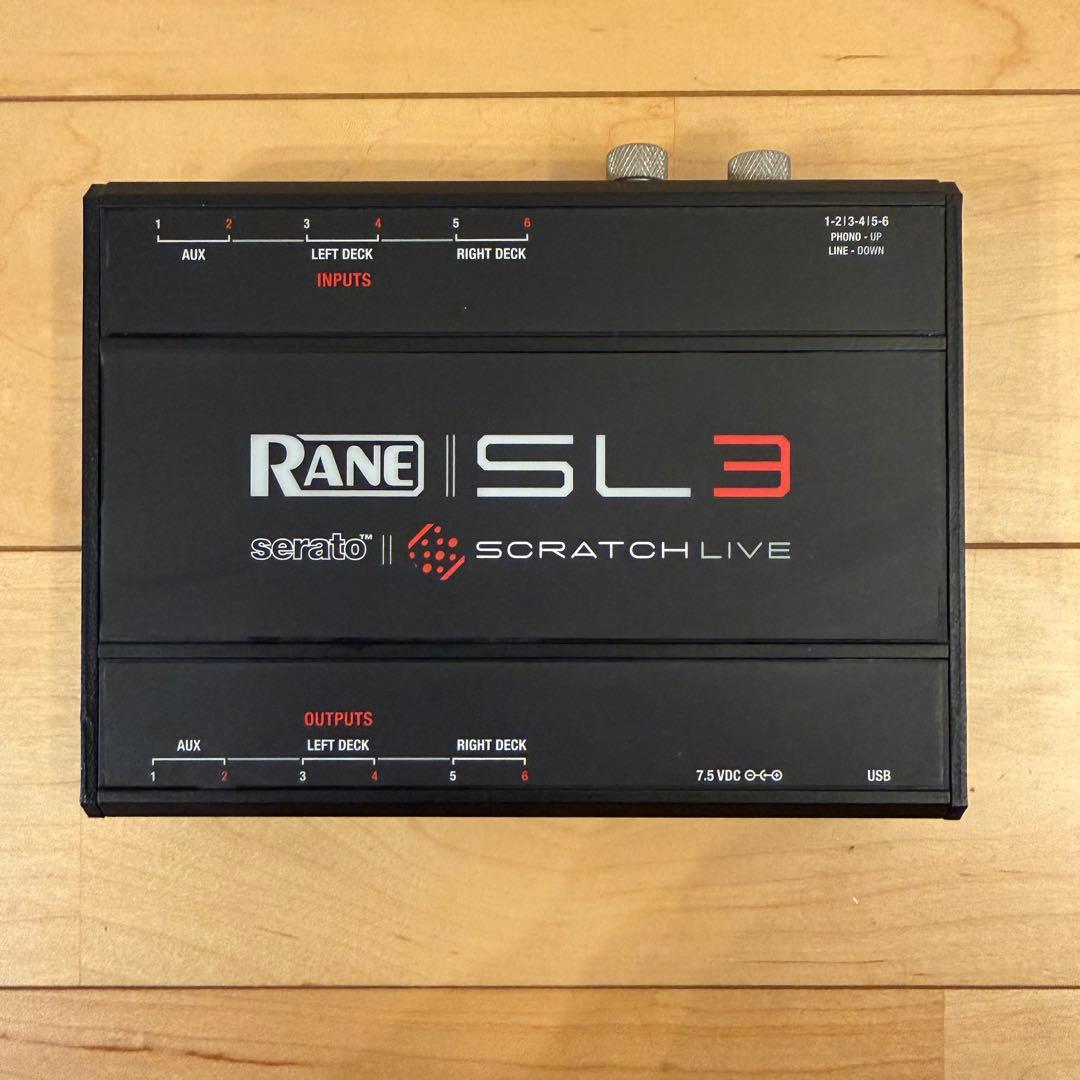 1 2 3 4 5 6
AUX LEFT DECK RIGHT DECK
INPUTS
1-2|3-4|5-6
PHONO - UP
LINE - DOWN
RANE || SL3
serato™ || SCRATCH LIVE
OUTPUTS
AUX LEFT DECK RIGHT DECK
1 2 3 4 5 6
7.5 VDC
USB